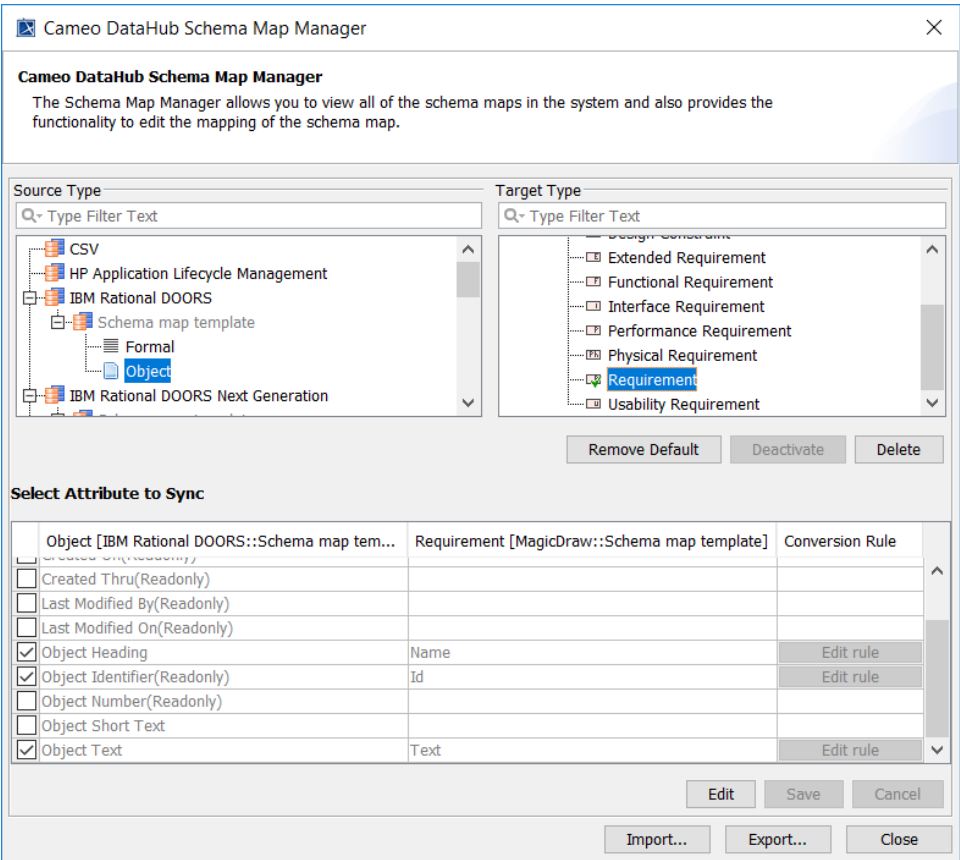 Cameo DataHub Schema Map Manager
Cameo DataHub Schema Map Manager
The Schema Map Manager allows you to view all of the schema maps in the system and also provides the
functionality to edit the mapping of the schema map.
Source Type
Target Type
Type Filter Text
Type Filter Text
CSV
HP Application Lifecycle Management
IBM Rational DOORS
Schema map template
Formal
Object
IBM Rational DOORS Next Generation
Design Constraint
Extended Requirement
Functional Requirement
Interface Requirement
Performance Requirement
Physical Requirement
Requirement
Usability Requirement
Remove Default
Deactivate
Delete
Select Attribute to Sync
Object [IBM Rational DOORS::Schema map tem...
Requirement [MagicDraw::Schema map template]
Conversion Rule
Created On(Readonly)
Created Thru(Readonly)
Last Modified By(Readonly)
Last Modified On(Readonly)
Object Heading
Name
Edit rule
Object Identifier(Readonly)
Id
Edit rule
Object Number(Readonly)
Object Short Text
Object Text
Text
Edit rule
Edit
Save
Cancel
Import...
Export...
Close